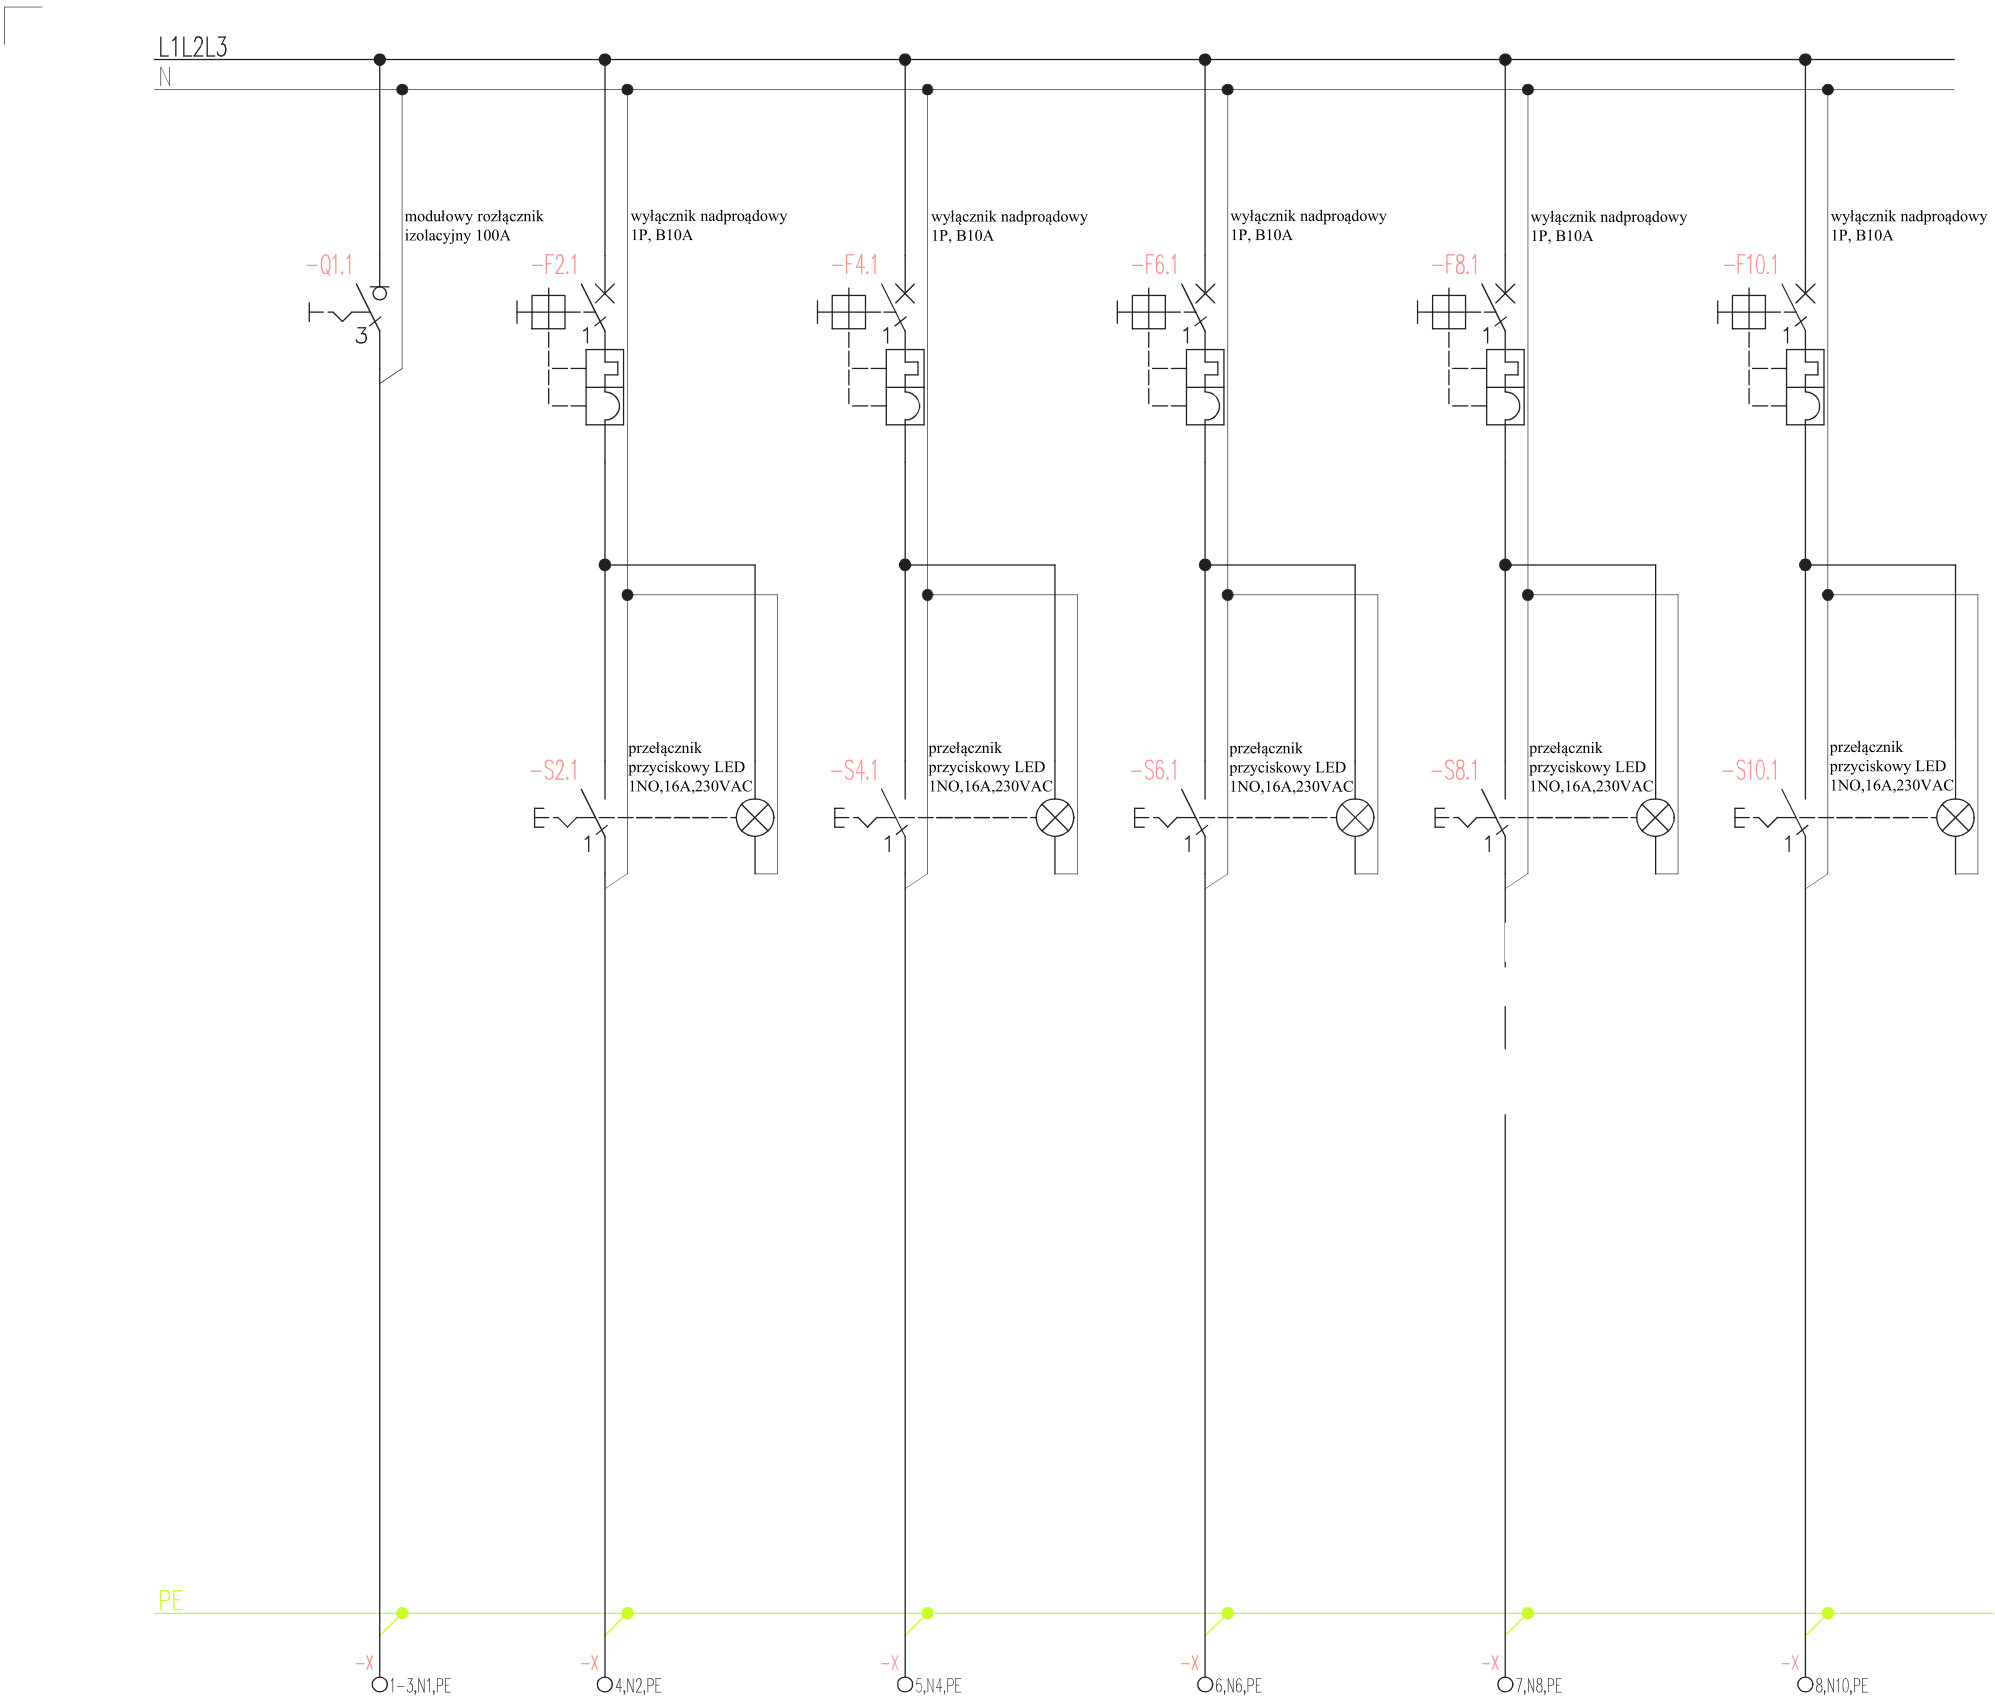 L1L2L3
N
modułowy rozłącznik
izolacyjny 100A
-Q1.1
3
wyłącznik nadproądowy
1P, B10A
-F2.1
1
wyłącznik nadproądowy
1P, B10A
-F4.1
1
wyłącznik nadproądowy
1P, B10A
-F6.1
1
wyłącznik nadproądowy
1P, B10A
-F8.1
1
wyłącznik nadproądowy
1P, B10A
-F10.1
1
przełącznik
przyciskowy LED
1NO,16A,230VAC
-S2.1
1
przełącznik
przyciskowy LED
1NO,16A,230VAC
-S4.1
1
przełącznik
przyciskowy LED
1NO,16A,230VAC
-S6.1
1
przełącznik
przyciskowy LED
1NO,16A,230VAC
-S8.1
1
przełącznik
przyciskowy LED
1NO,16A,230VAC
-S10.1
1
PE
-X
1-3,N1,PE
-X
4,N2,PE
-X
5,N4,PE
-X
6,N6,PE
-X
7,N8,PE
-X
8,N10,PE